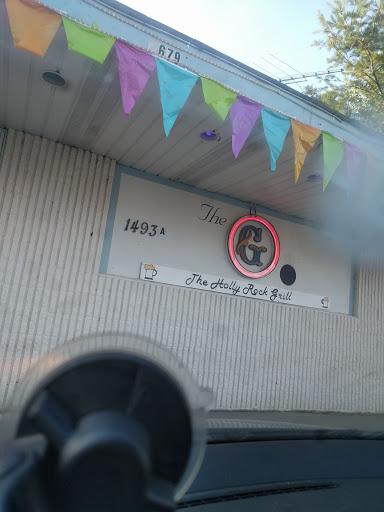 679
The G
1493A
The Holly Rock Grill